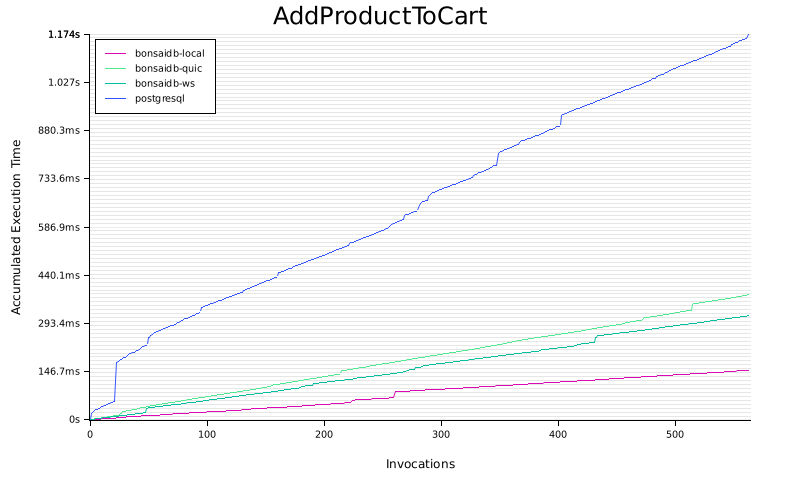 AddProductToCart
1.174s
1.027s
880.3ms
733.6ms
586.9ms
440.1ms
293.4ms
146.7ms
0s
Accumulated Execution Time
bonsaidb-local
bonsaidb-quic
bonsaidb-ws
postgresql
0 100 200 300 400 500
Invocations